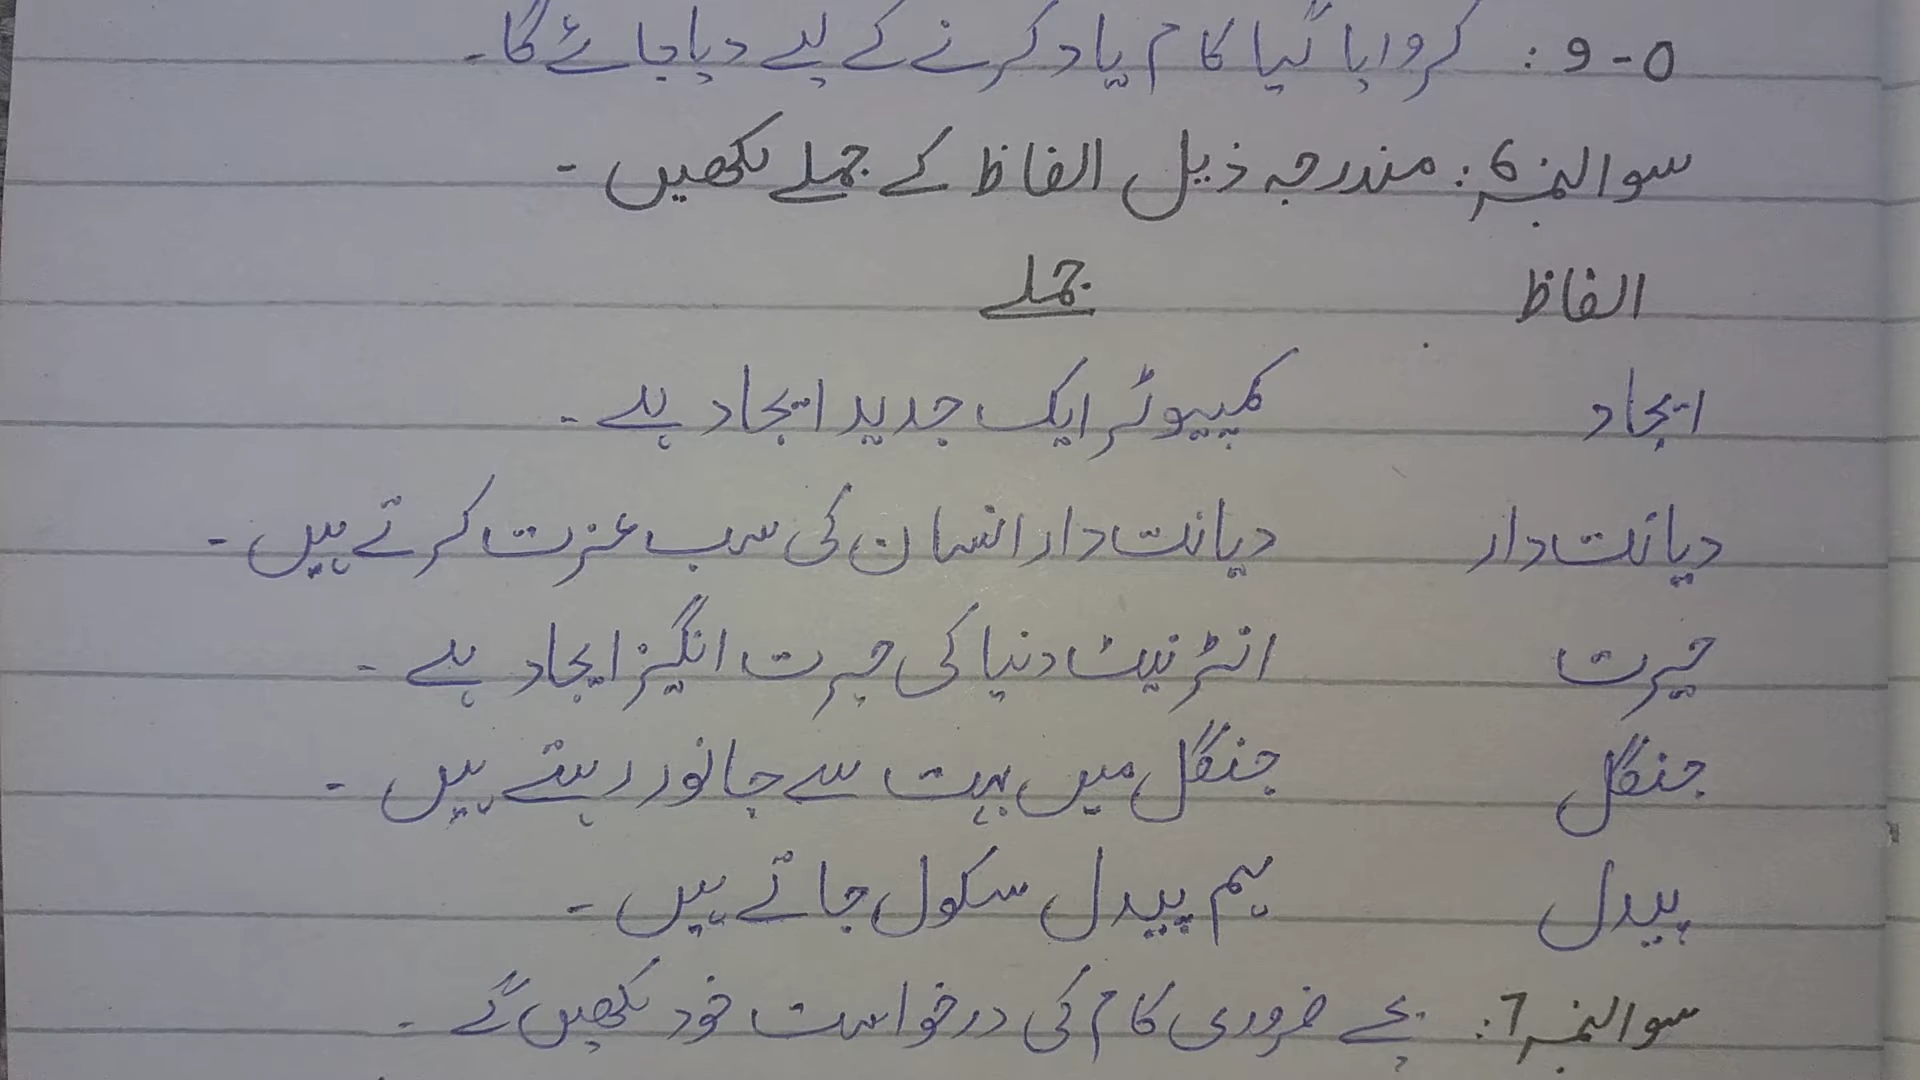 o - و : کروایا گیا کام یاد کرنے کے لیے دیا جائے گا۔
سوال نمبر 6: مندرجہ ذیل الفاظ کے جملے لکھیں ۔
الفاظ جملے
ایجاد کمپیوٹر ایک جدید ایجاد ہے ۔
دیانت دار دیانت دار انسان کی سب عزت کرتے ہیں ۔
حیرت انٹرنیٹ دنیا کی حیرت انگیز ایجاد ہے ۔
جنگل جنگل میں بہت سے جانور رہتے ہیں ۔
پیدل ہم پیدل سکول جاتے ہیں ۔
سوال نمبر 7: بچے ضروری کام کی درخواست خود لکھیں گے ۔